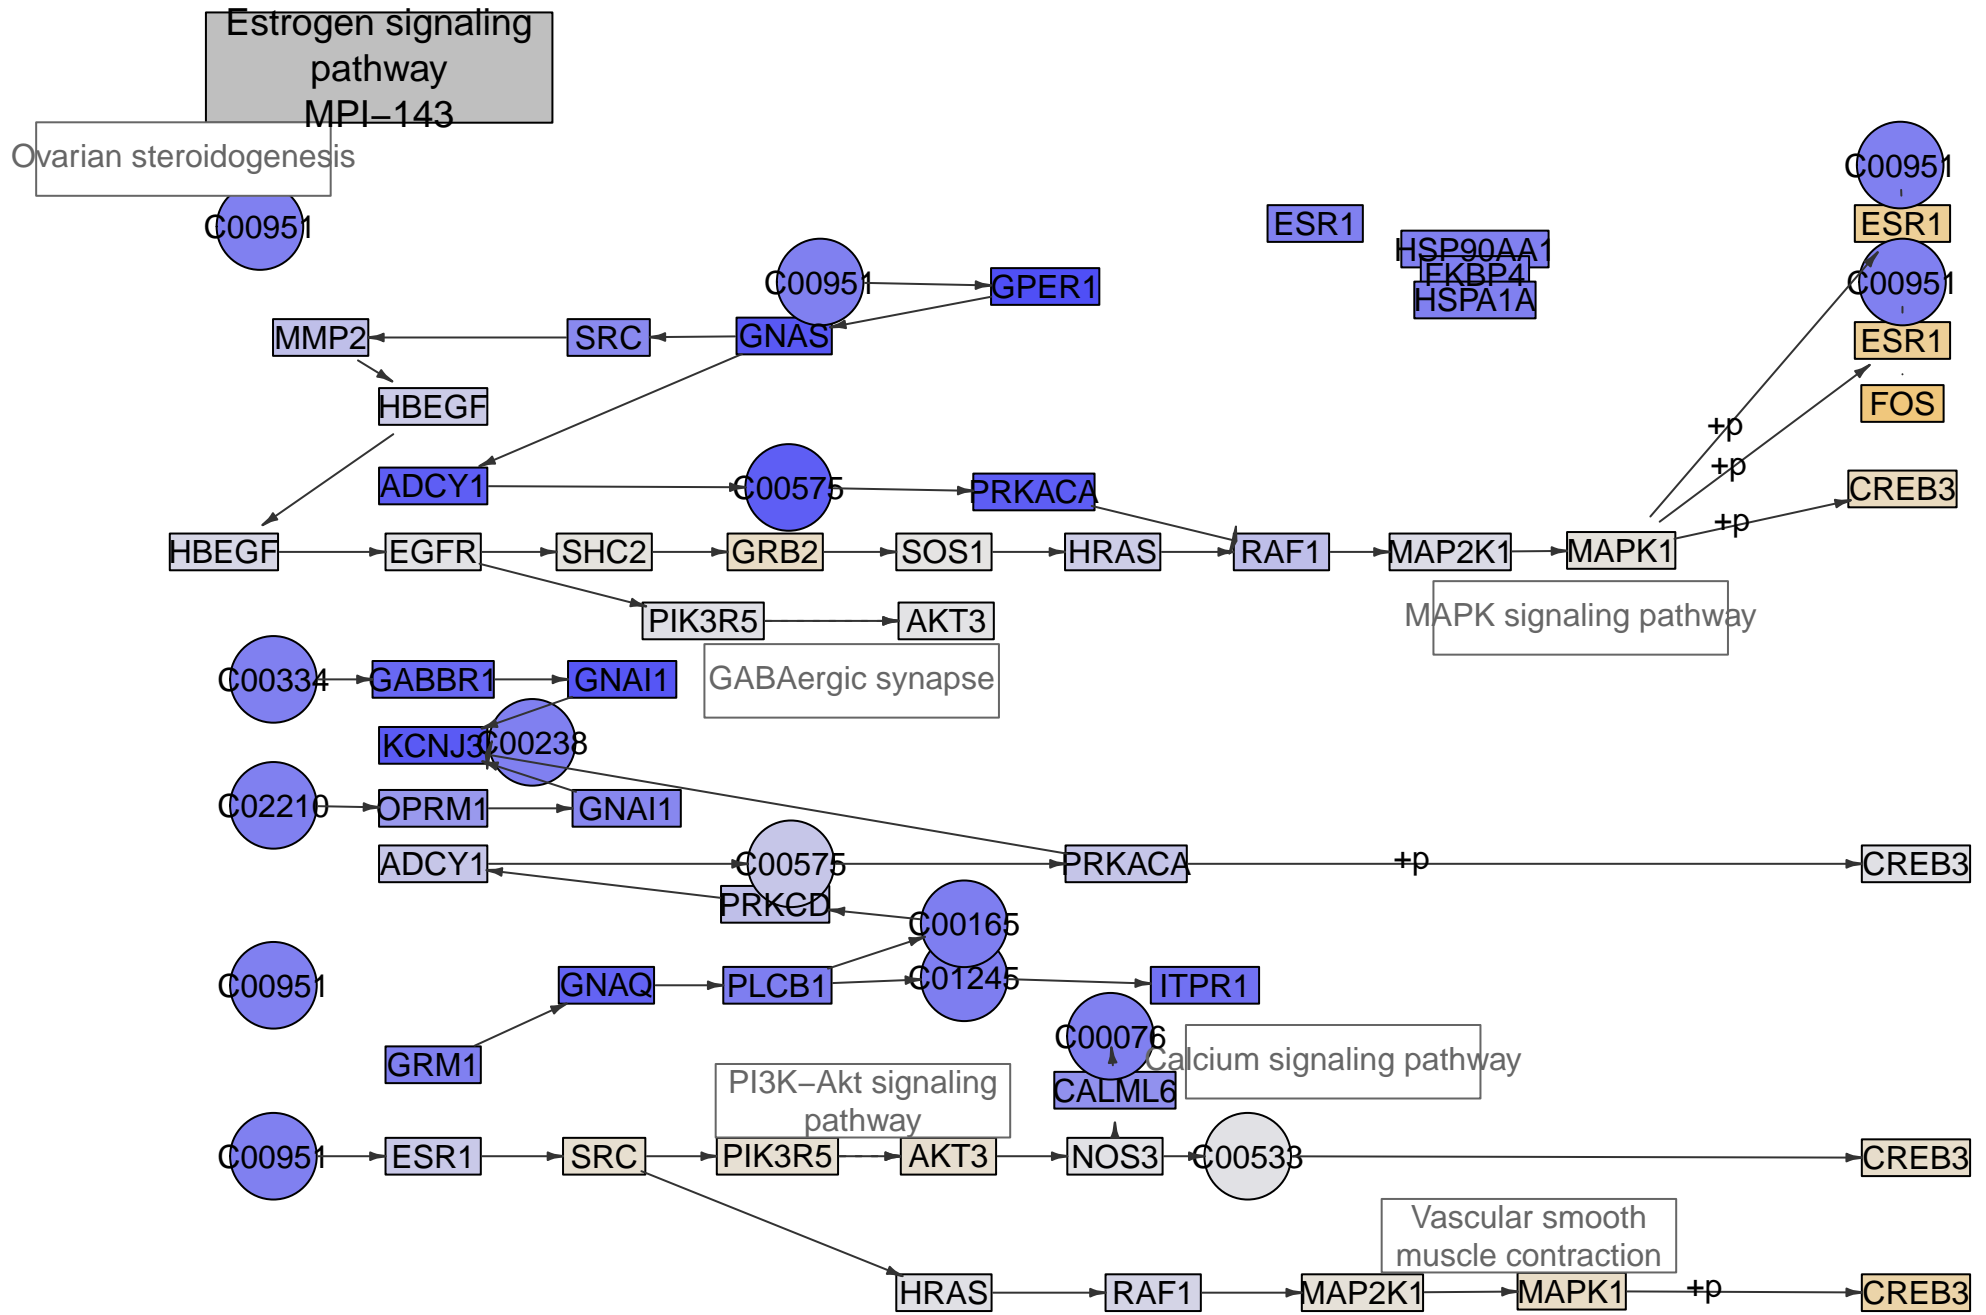 Estrogen signaling
pathway
MPI−143
Ovarian steroidogenesis
C00951
C00951
ESR1
ESR1
HSP90AA1
FKBP4
HSPA1A
C00951
GPER1
C00951
GNAS
SRC
MMP2
ESR1
HBEGF
FOS
+p
+p
ADCY1
C00575
PRKACA
CREB3
+p
HBEGF
EGFR
SHC2
GRB2
SOS1
HRAS
RAF1
MAP2K1
MAPK1
PIK3R5
AKT3
MAPK signaling pathway
C00334
GABBR1
GNAI1
GABAergic synapse
KCNJ3
C00238
C02210
OPRM1
GNAI1
ADCY1
C00575
PRKACA
+p
CREB3
PRKCD
C00165
C00951
GNAQ
PLCB1
C01245
ITPR1
C00076
Calcium signaling pathway
GRM1
CALML6
PI3K−Akt signaling
pathway
C00951
ESR1
SRC
PIK3R5
AKT3
NOS3
C00533
CREB3
Vascular smooth
muscle contraction
HRAS
RAF1
MAP2K1
MAPK1
+p
CREB3